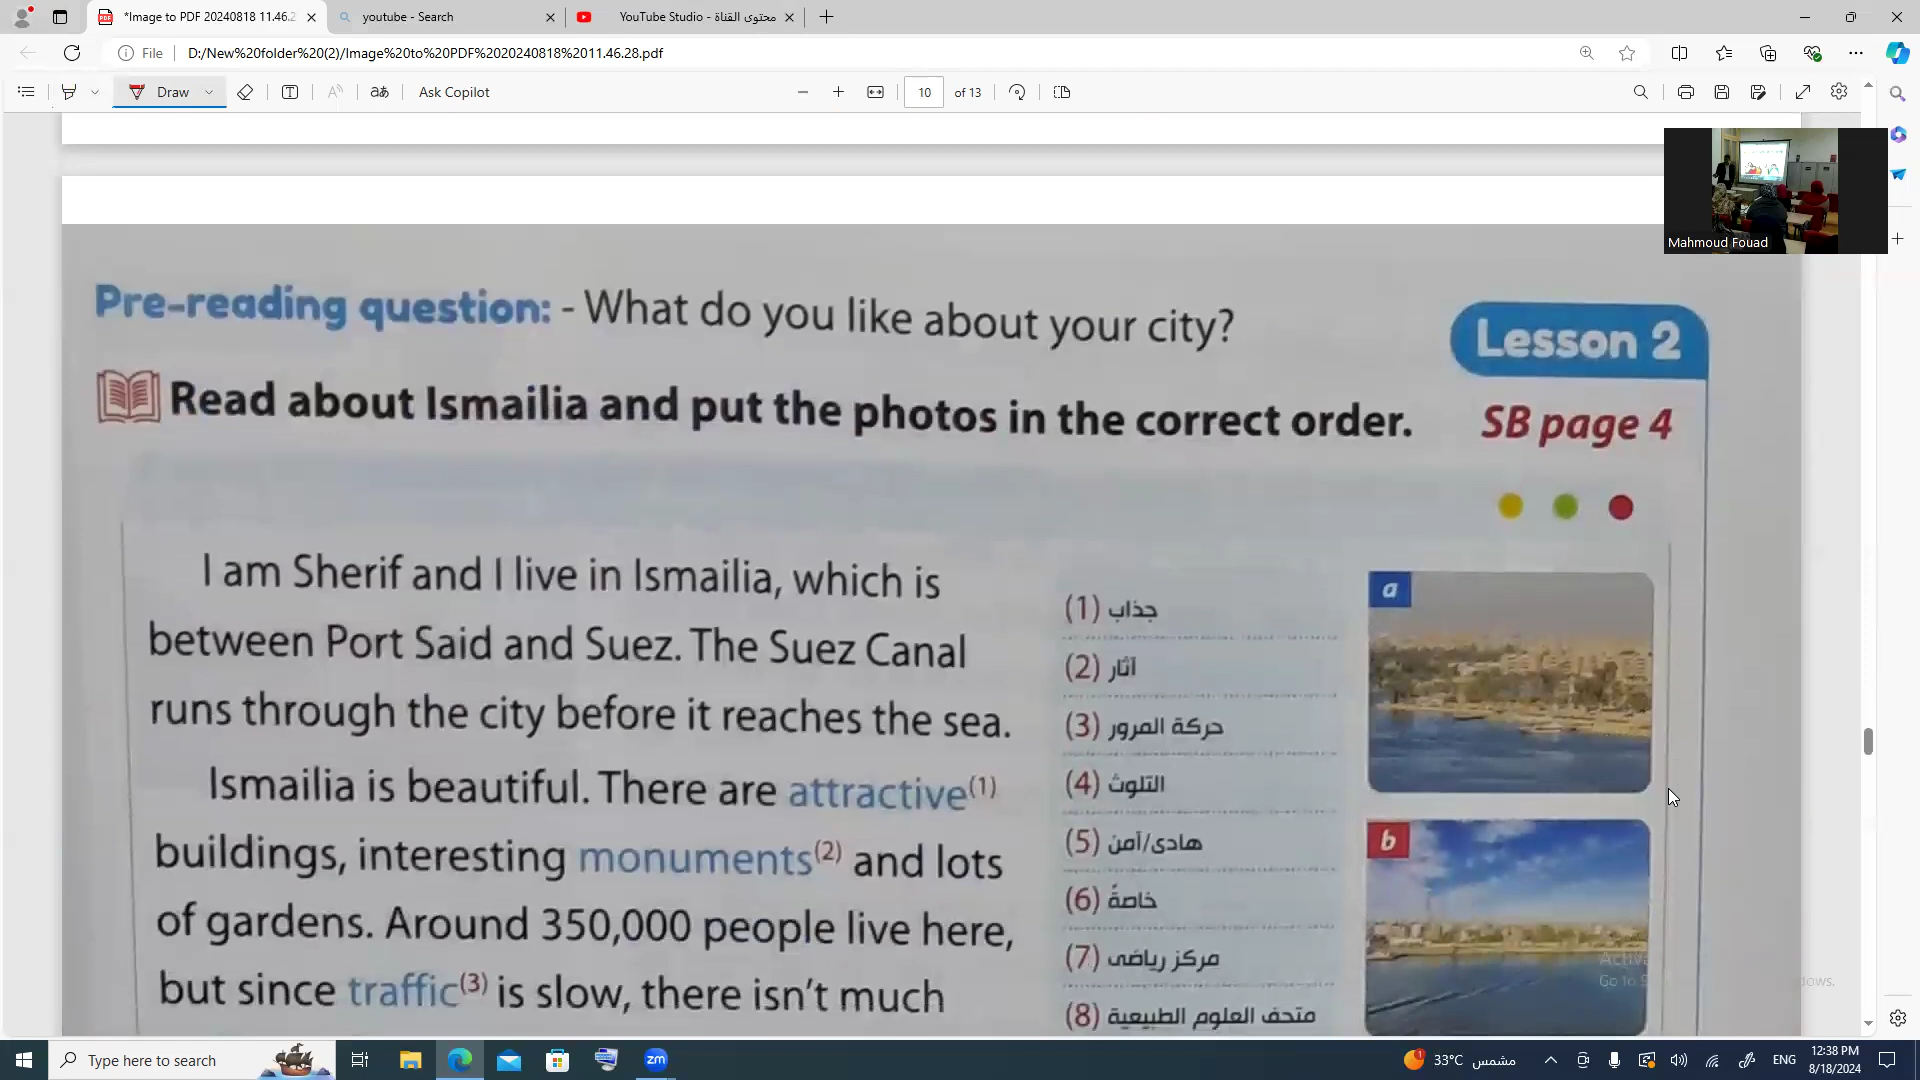 *Image to PDF 20240818 11.46.2
youtube - Search
محتوى القناة - YouTube Studio
File
D:/New%20folder%20(2)/Image%20to%20PDF%2020240818%2011.46.28.pdf
Draw
Ask Copilot
10
of 13
Mahmoud Fouad
Pre-reading question: - What do you like about your city?
Lesson 2
Read about Ismailia and put the photos in the correct order.
SB page 4
I am Sherif and I live in Ismailia, which is
between Port Said and Suez. The Suez Canal
runs through the city before it reaches the sea.
Ismailia is beautiful. There are attractive(1)
buildings, interesting monuments(2) and lots
of gardens. Around 350,000 people live here,
but since traffic(3) is slow, there isn't much
(1) جذاب
(2) آثار
(3) حركة المرور
(4) التلوث
(5) هادى/آمن
(6) خاصةً
(7) مركز رياضى
(8) متحف العلوم الطبيعية
a
b
Type here to search
zm
1
33°C مشمس
ENG
12:38 PM
8/18/2024